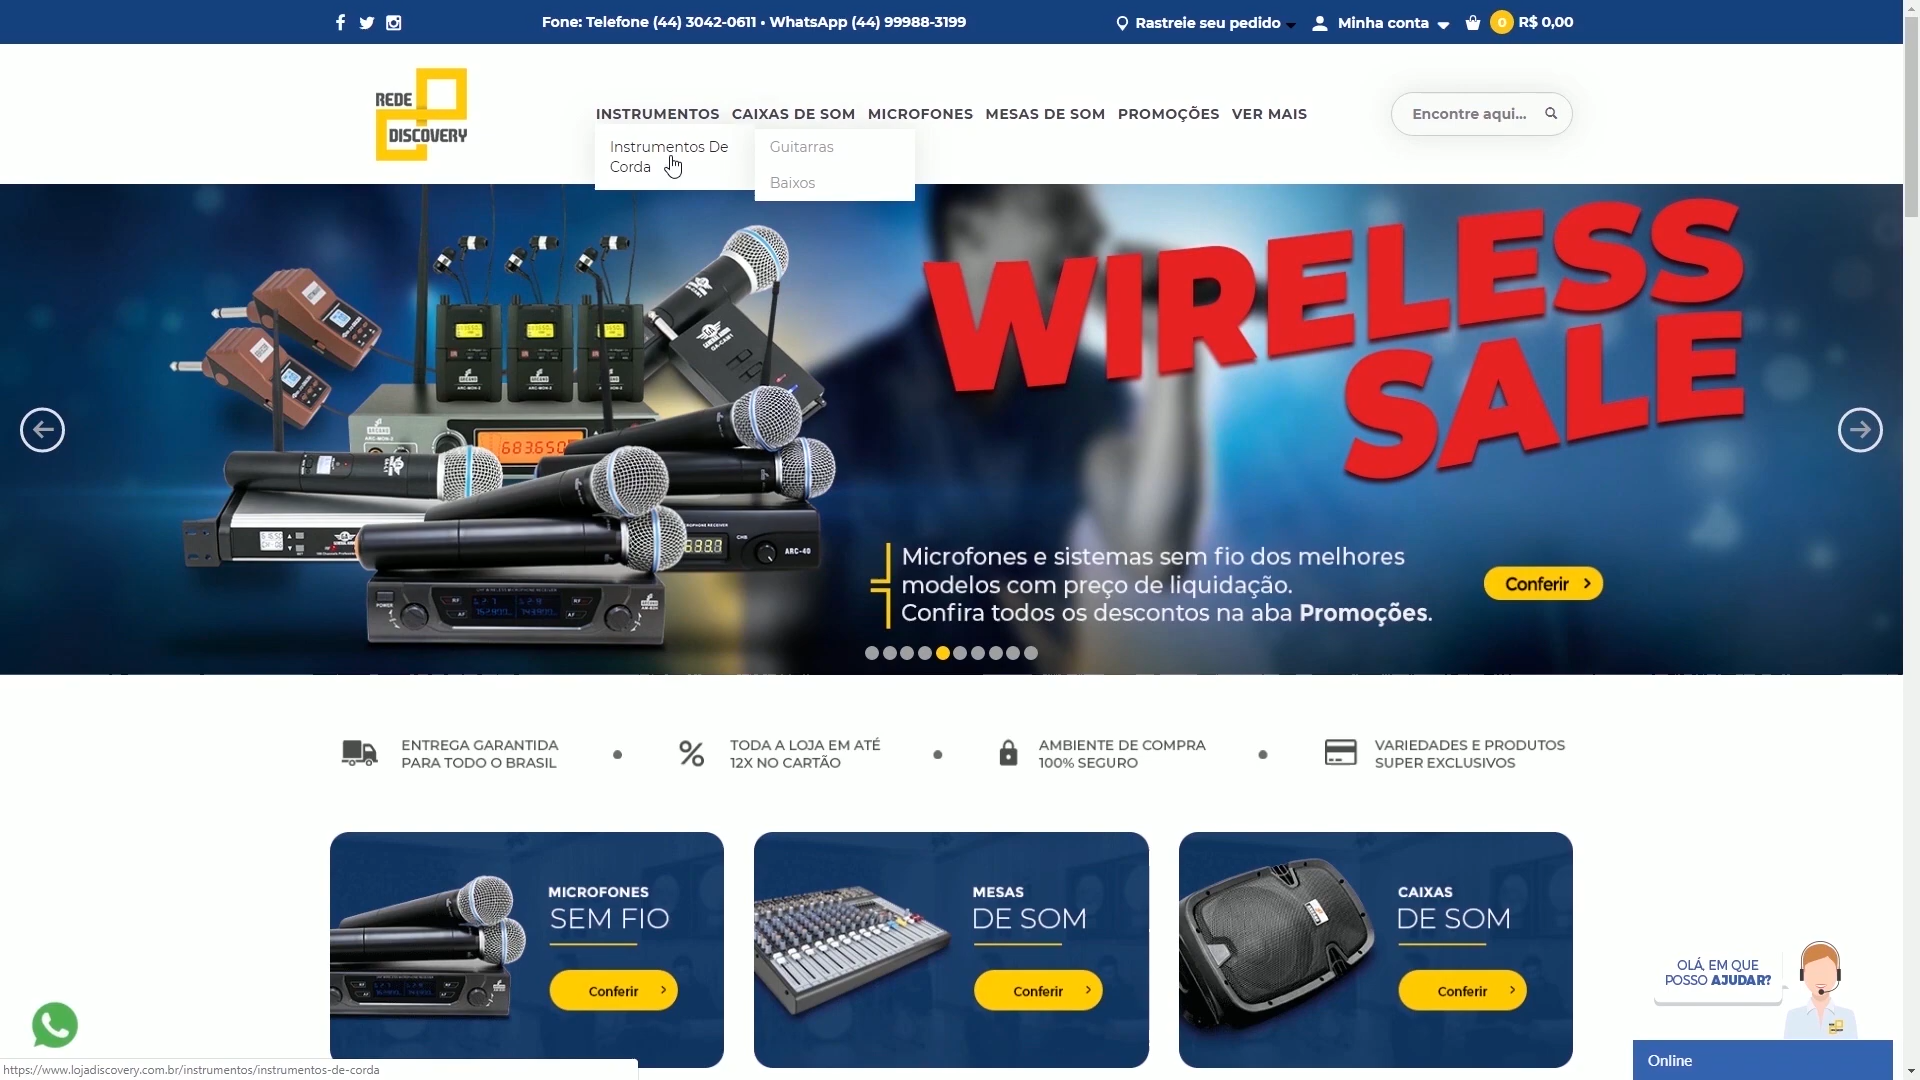 Fone: Telefone (44) 3042-0611 • WhatsApp (44) 99988-3199
Rastreie seu pedido
Minha conta
0
R$ 0,00
REDE
DISCOVERY
INSTRUMENTOS
CAIXAS DE SOM
MICROFONES
MESAS DE SOM
PROMOÇÕES
VER MAIS
Encontre aqui...
Instrumentos De
Corda
Guitarras
Baixos
WIRELESS
SALE
683.650
ARC-40
POWER
Microfones e sistemas sem fio dos melhores
modelos com preço de liquidação.
Confira todos os descontos na aba Promoções.
Conferir
ENTREGA GARANTIDA
PARA TODO O BRASIL
TODA A LOJA EM ATÉ
12X NO CARTÃO
AMBIENTE DE COMPRA
100% SEGURO
VARIEDADES E PRODUTOS
SUPER EXCLUSIVOS
MICROFONES
SEM FIO
Conferir
MESAS
DE SOM
Conferir
CAIXAS
DE SOM
Conferir
OLÁ, EM QUE
POSSO AJUDAR?
Online
https://www.lojadiscovery.com.br/instrumentos/instrumentos-de-corda